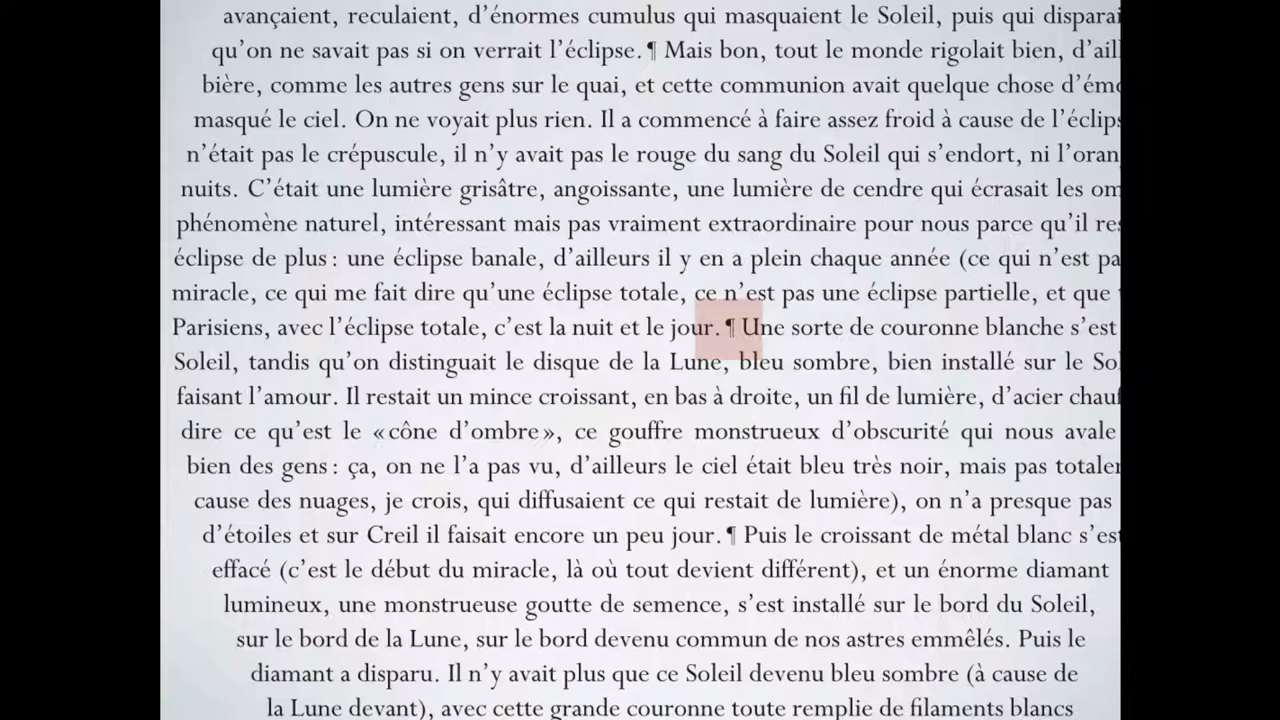 avançaient, reculaient, d’énormes cumulus qui masquaient le Soleil, puis qui
qu’on ne savait pas si on verrait l’éclipse. ¶ Mais bon, tout le monde rigolait bien,
bière, comme les autres gens sur le quai, et cette communion avait quelque chose
masqué le ciel. On ne voyait plus rien. Il a commencé à faire assez froid à cause de
n’était pas le crépuscule, il n’y avait pas le rouge du sang du Soleil qui s’endort, ni
nuits. C’était une lumière grisâtre, angoissante, une lumière de cendre qui écrasait les
phénomène naturel, intéressant mais pas vraiment extraordinaire pour nous parce qu’il
éclipse de plus : une éclipse banale, d’ailleurs il y en a plein chaque année (ce qui n’est
miracle, ce qui me fait dire qu’une éclipse totale, ce n’est pas une éclipse partielle, et que
Parisiens, avec l’éclipse totale, c’est la nuit et le jour. ¶ Une sorte de couronne blanche s’est
Soleil, tandis qu’on distinguait le disque de la Lune, bleu sombre, bien installé sur le
faisant l’amour. Il restait un mince croissant, en bas à droite, un fil de lumière, d’acier
dire ce qu’est le «cône d’ombre», ce gouffre monstrueux d’obscurité qui nous avale
bien des gens : ça, on ne l’a pas vu, d’ailleurs le ciel était bleu très noir, mais pas
cause des nuages, je crois, qui diffusaient ce qui restait de lumière), on n’a presque pas
d’étoiles et sur Creil il faisait encore un peu jour. ¶ Puis le croissant de métal blanc s’est
effacé (c’est le début du miracle, là où tout devient différent), et un énorme diamant
lumineux, une monstrueuse goutte de semence, s’est installé sur le bord du Soleil,
sur le bord de la Lune, sur le bord devenu commun de nos astres emmêlés. Puis le
diamant a disparu. Il n’y avait plus que ce Soleil devenu bleu sombre (à cause de
la Lune devant), avec cette grande couronne toute remplie de filaments blancs